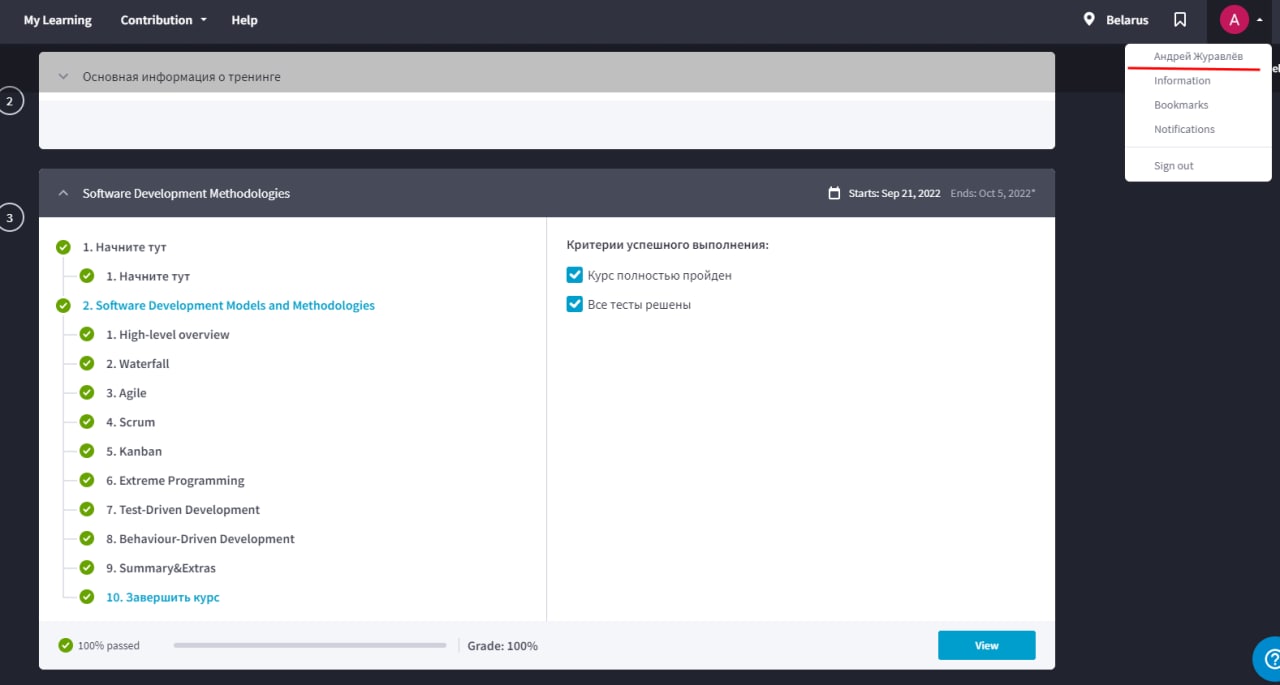 My Learning
Contribution
Help
Belarus
A
Андрей Журавлёв
Information
Bookmarks
Notifications
Sign out
Основная информация о тренинге
2
3
Software Development Methodologies
Starts: Sep 21, 2022
Ends: Oct 5, 2022*
1. Начните тут
1. Начните тут
2. Software Development Models and Methodologies
1. High-level overview
2. Waterfall
3. Agile
4. Scrum
5. Kanban
6. Extreme Programming
7. Test-Driven Development
8. Behaviour-Driven Development
9. Summary&Extras
10. Завершить курс
Критерии успешного выполнения:
Курс полностью пройден
Все тесты решены
100% passed
Grade: 100%
View